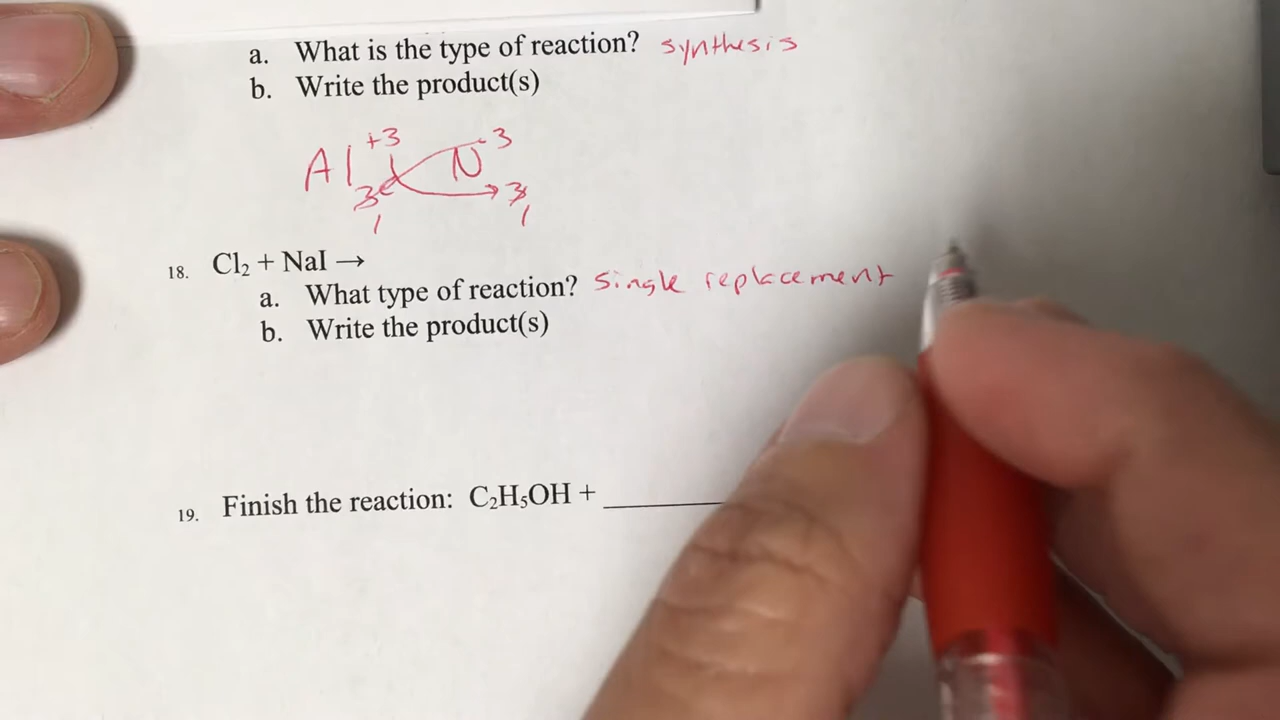 a. What is the type of reaction? synthesis
b. Write the product(s)
Al +3 N -3
3 3
1 1
18. Cl₂ + NaI →
a. What type of reaction? Single replacement
b. Write the product(s)
19. Finish the reaction: C₂H₅OH + ________